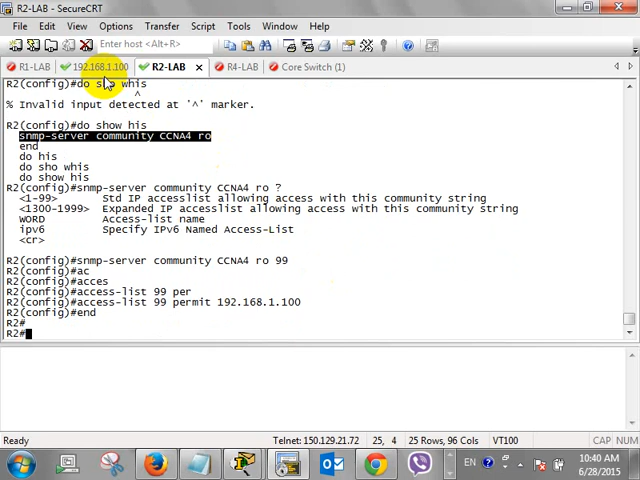 R2-LAB - SecureCRT
File Edit View Options Transfer Script Tools Window Help
Enter host <Alt+R>
R1-LAB 192.168.1.100 R2-LAB R4-LAB Core Switch (1)
R2(config)#do sho whis
^
% Invalid input detected at '^' marker.
R2(config)#do show his
snmp-server community CCNA4 ro
end
do his
do sho whis
do show his
R2(config)#snmp-server community CCNA4 ro ?
<1-99> Std IP accesslist allowing access with this community string
<1300-1999> Expanded IP accesslist allowing access with this community string
WORD Access-list name
ipv6 Specify IPv6 Named Access-List
<cr>
R2(config)#snmp-server community CCNA4 ro 99
R2(config)#ac
R2(config)#acces
R2(config)#access-list 99 per
R2(config)#access-list 99 permit 192.168.1.100
R2(config)#end
R2#
R2#
Ready Telnet: 150.129.21.72 25, 4 25 Rows, 96 Cols VT100 CAP NUM
EN 10:40 AM
6/28/2015